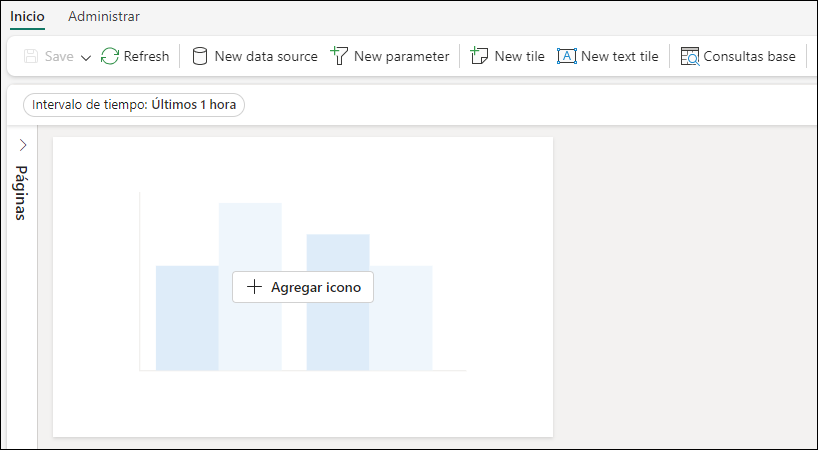 Inicio Administrar
Save Refresh New data source New parameter New tile New text tile Consultas base
Intervalo de tiempo: Últimos 1 hora
Páginas
Agregar icono